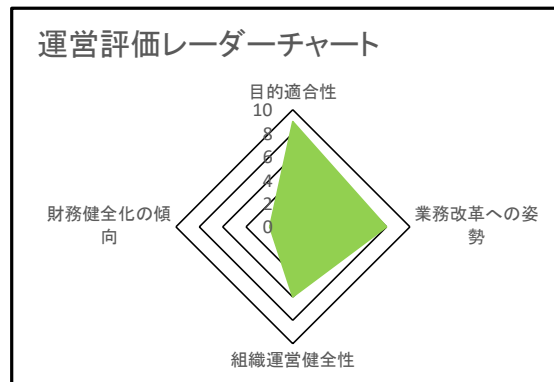 運営評価レーダーチャート
目的適合性
10
8
6
4
2
0
財務健全化の傾
向
業務改革への姿
勢
組織運営健全性